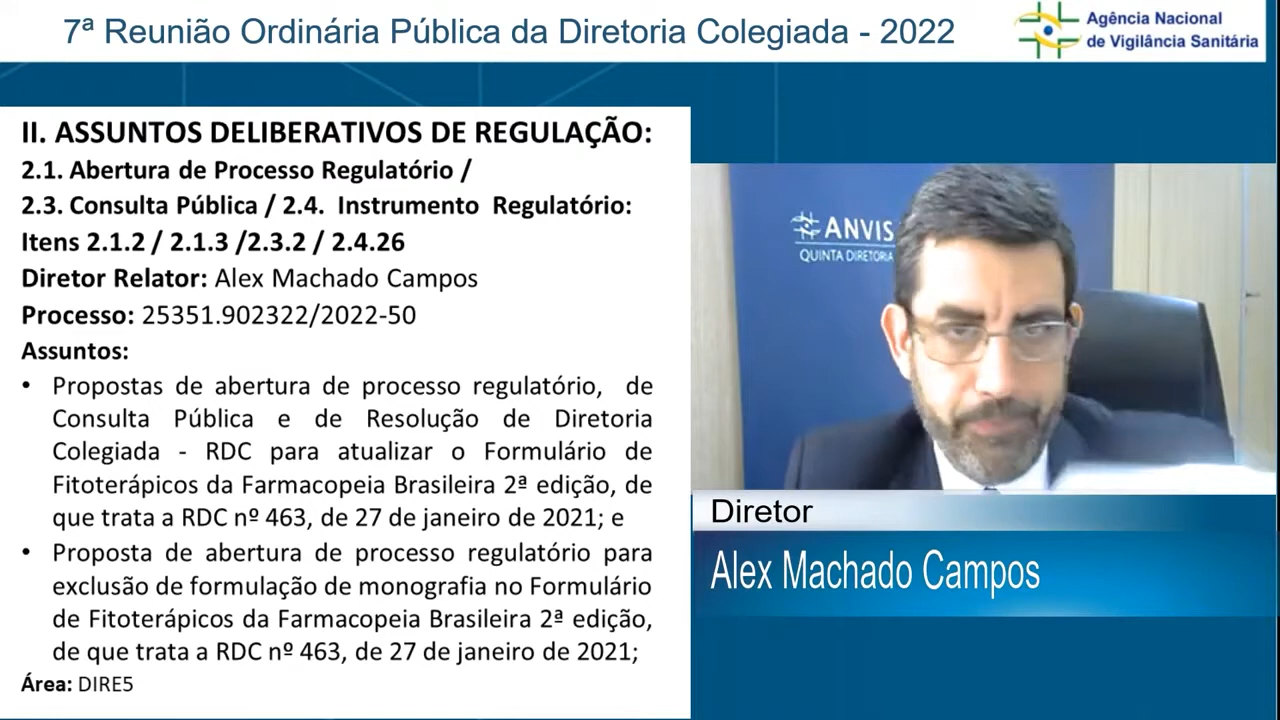 7ª Reunião Ordinária Pública da Diretoria Colegiada - 2022
Agência Nacional
de Vigilância Sanitária
II. ASSUNTOS DELIBERATIVOS DE REGULAÇÃO:
2.1. Abertura de Processo Regulatório /
2.3. Consulta Pública / 2.4. Instrumento Regulatório:
Itens 2.1.2 / 2.1.3 /2.3.2 / 2.4.26
Diretor Relator: Alex Machado Campos
Processo: 25351.902322/2022-50
Assuntos:
• Propostas de abertura de processo regulatório, de
Consulta Pública e de Resolução de Diretoria
Colegiada - RDC para atualizar o Formulário de
Fitoterápicos da Farmacopeia Brasileira 2ª edição, de
que trata a RDC nº 463, de 27 de janeiro de 2021; e
• Proposta de abertura de processo regulatório para
exclusão de formulação de monografia no Formulário
de Fitoterápicos da Farmacopeia Brasileira 2ª edição,
de que trata a RDC nº 463, de 27 de janeiro de 2021;
Área: DIRE5
ANVIS
QUINTA DIRETORIA
Diretor
Alex Machado Campos